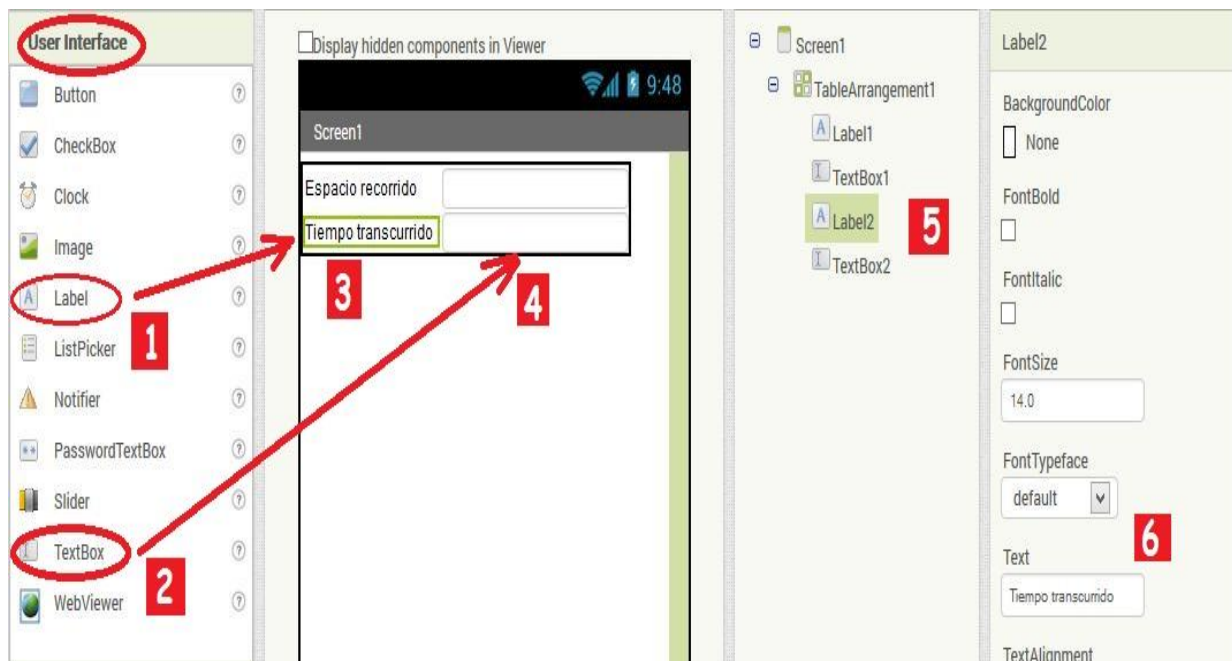 User Interface
Button
CheckBox
Clock
Image
Label
1
ListPicker
Notifier
PasswordTextBox
Slider
TextBox
2
WebViewer
Display hidden components in Viewer
9:48
Screen1
Espacio recorrido
Tiempo transcurrido
3
4
Screen1
TableArrangement1
Label1
TextBox1
Label2
5
TextBox2
Label2
BackgroundColor
None
FontBold
FontItalic
FontSize
14.0
FontTypeface
default
6
Text
Tiempo transcurrido
TextAlignment